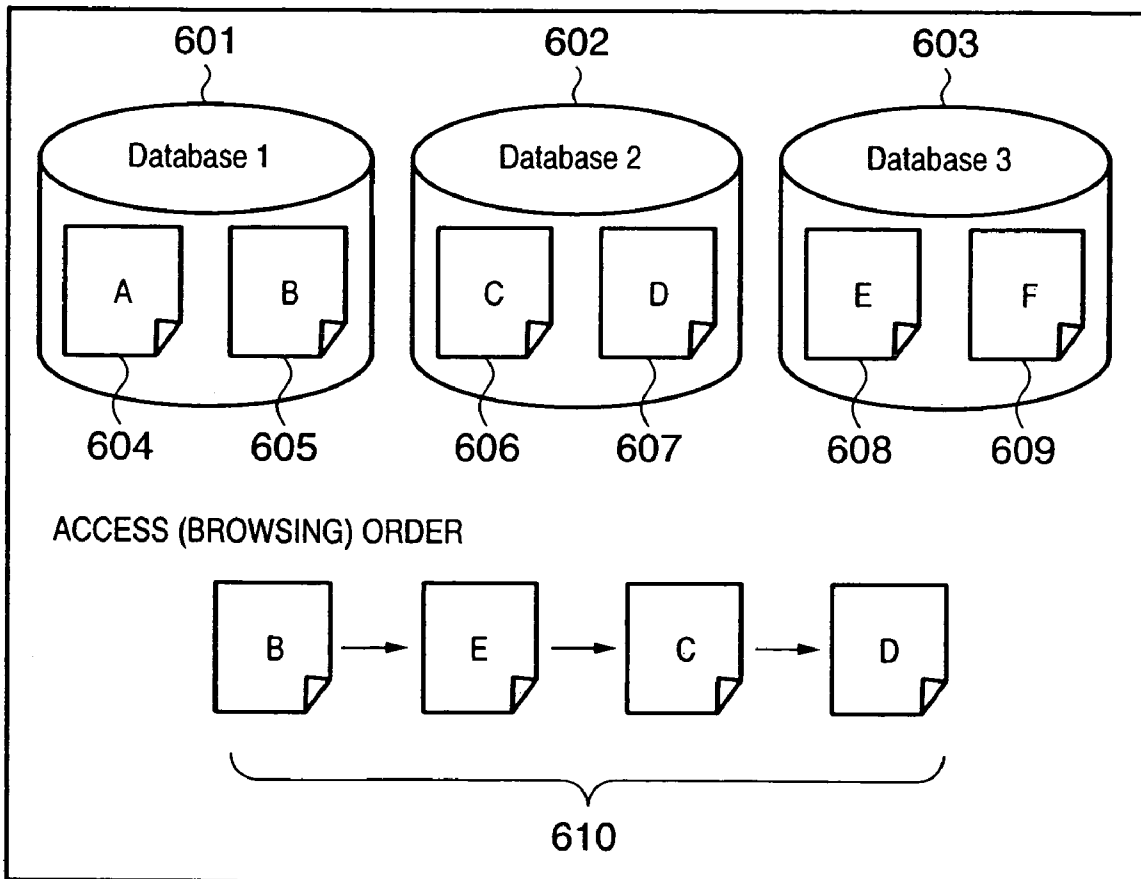 601 602 603
Database 1 Database 2 Database 3
A B C D E F
604 605 606 607 608 609
ACCESS (BROWSING) ORDER
B E C D
610